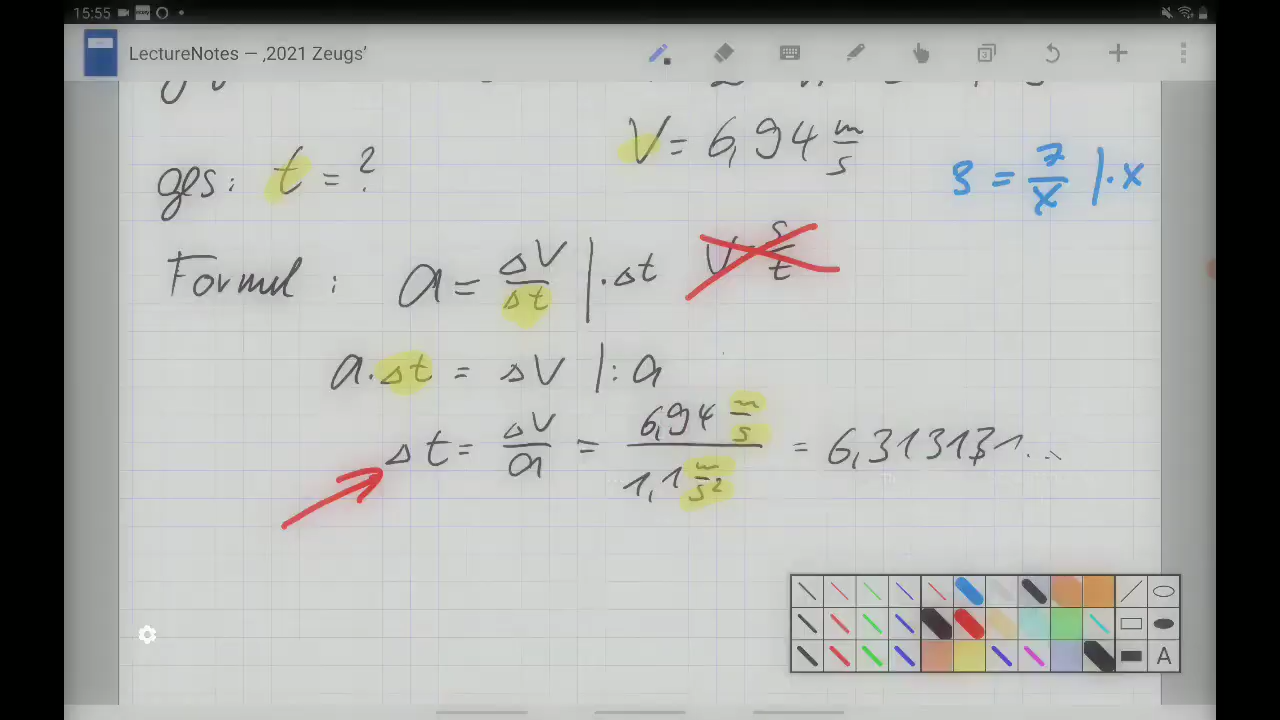 15:55
LectureNotes — ‚2021 Zeugs’
3
V = 6,94 m/s
ges: t = ?
3 = 7/x | · x
Formel : a = ΔV/Δt | · Δt V = s/t
a · Δt = ΔV | : a
Δt = ΔV/a = 6,94 m/s / 1,1 m/s² = 6,313131...
A